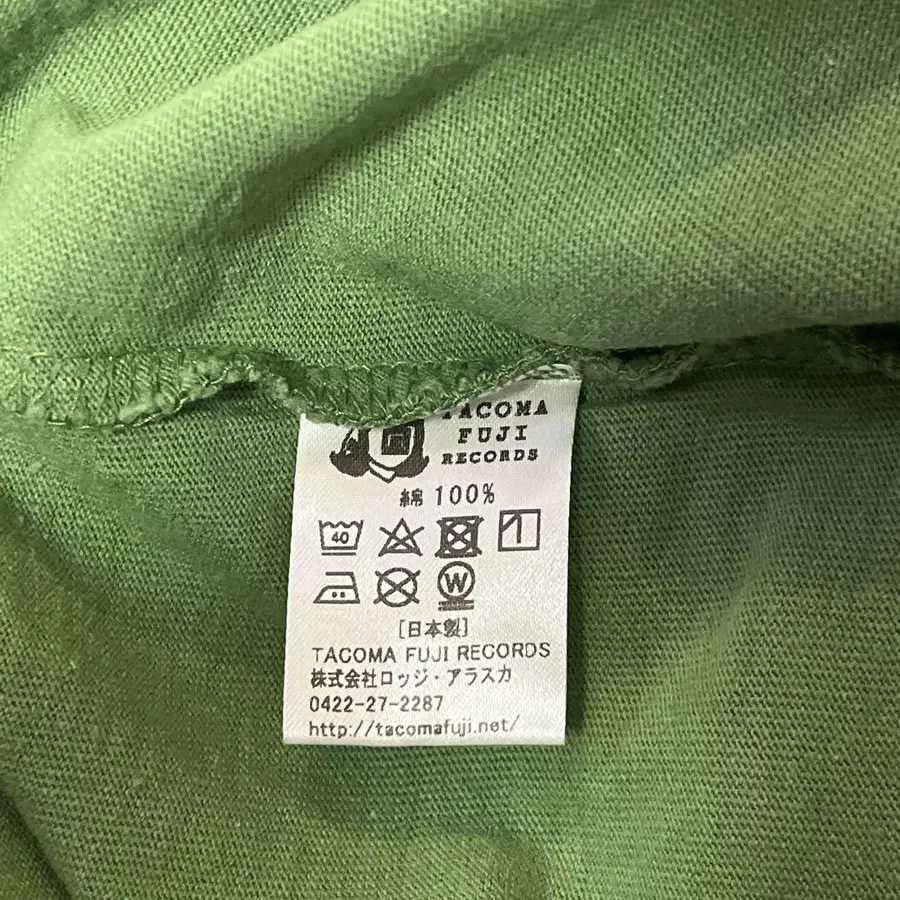 TACOMA
FUJI
RECORDS
綿 100%
40
W
[日本製]
TACOMA FUJI RECORDS
株式会社ロッジ・アラスカ
0422-27-2287
http://tacomafuji.net/